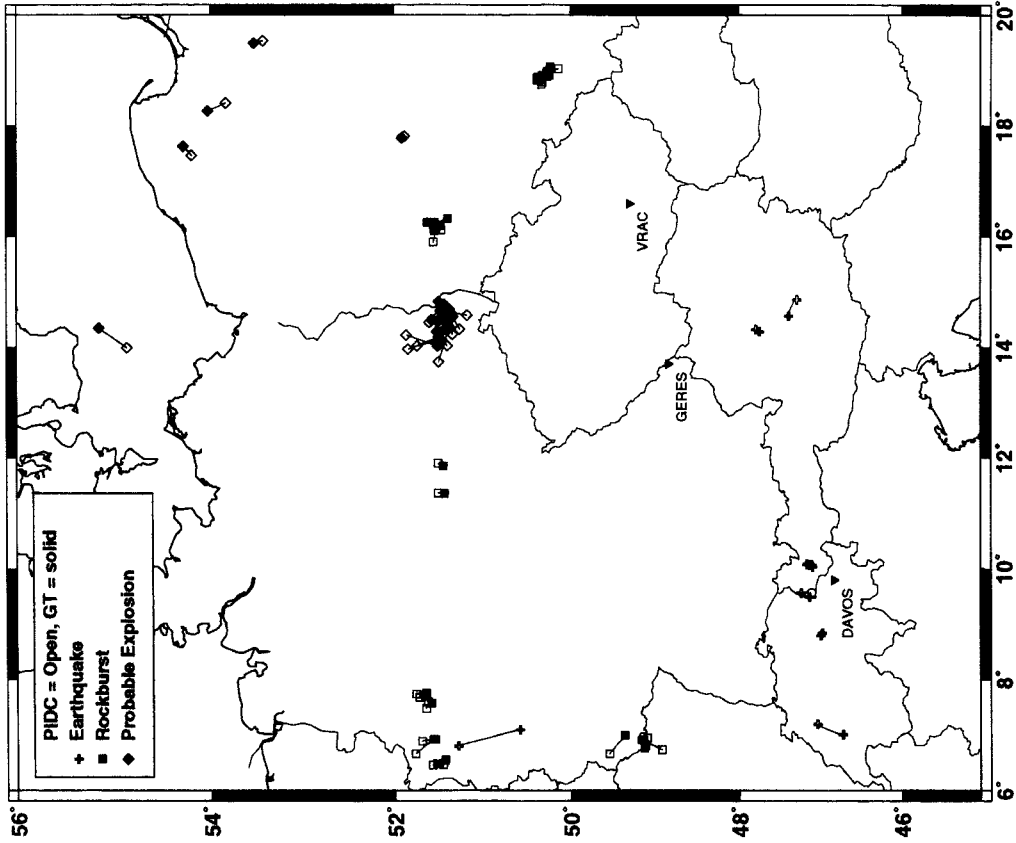 PIDC = Open, GT = solid
Earthquake
Rockburst
Probable Explosion
VRAC
GERES
DAVOS
56°
54°
52°
50°
48°
46°
6°
8°
10°
12°
14°
16°
18°
20°